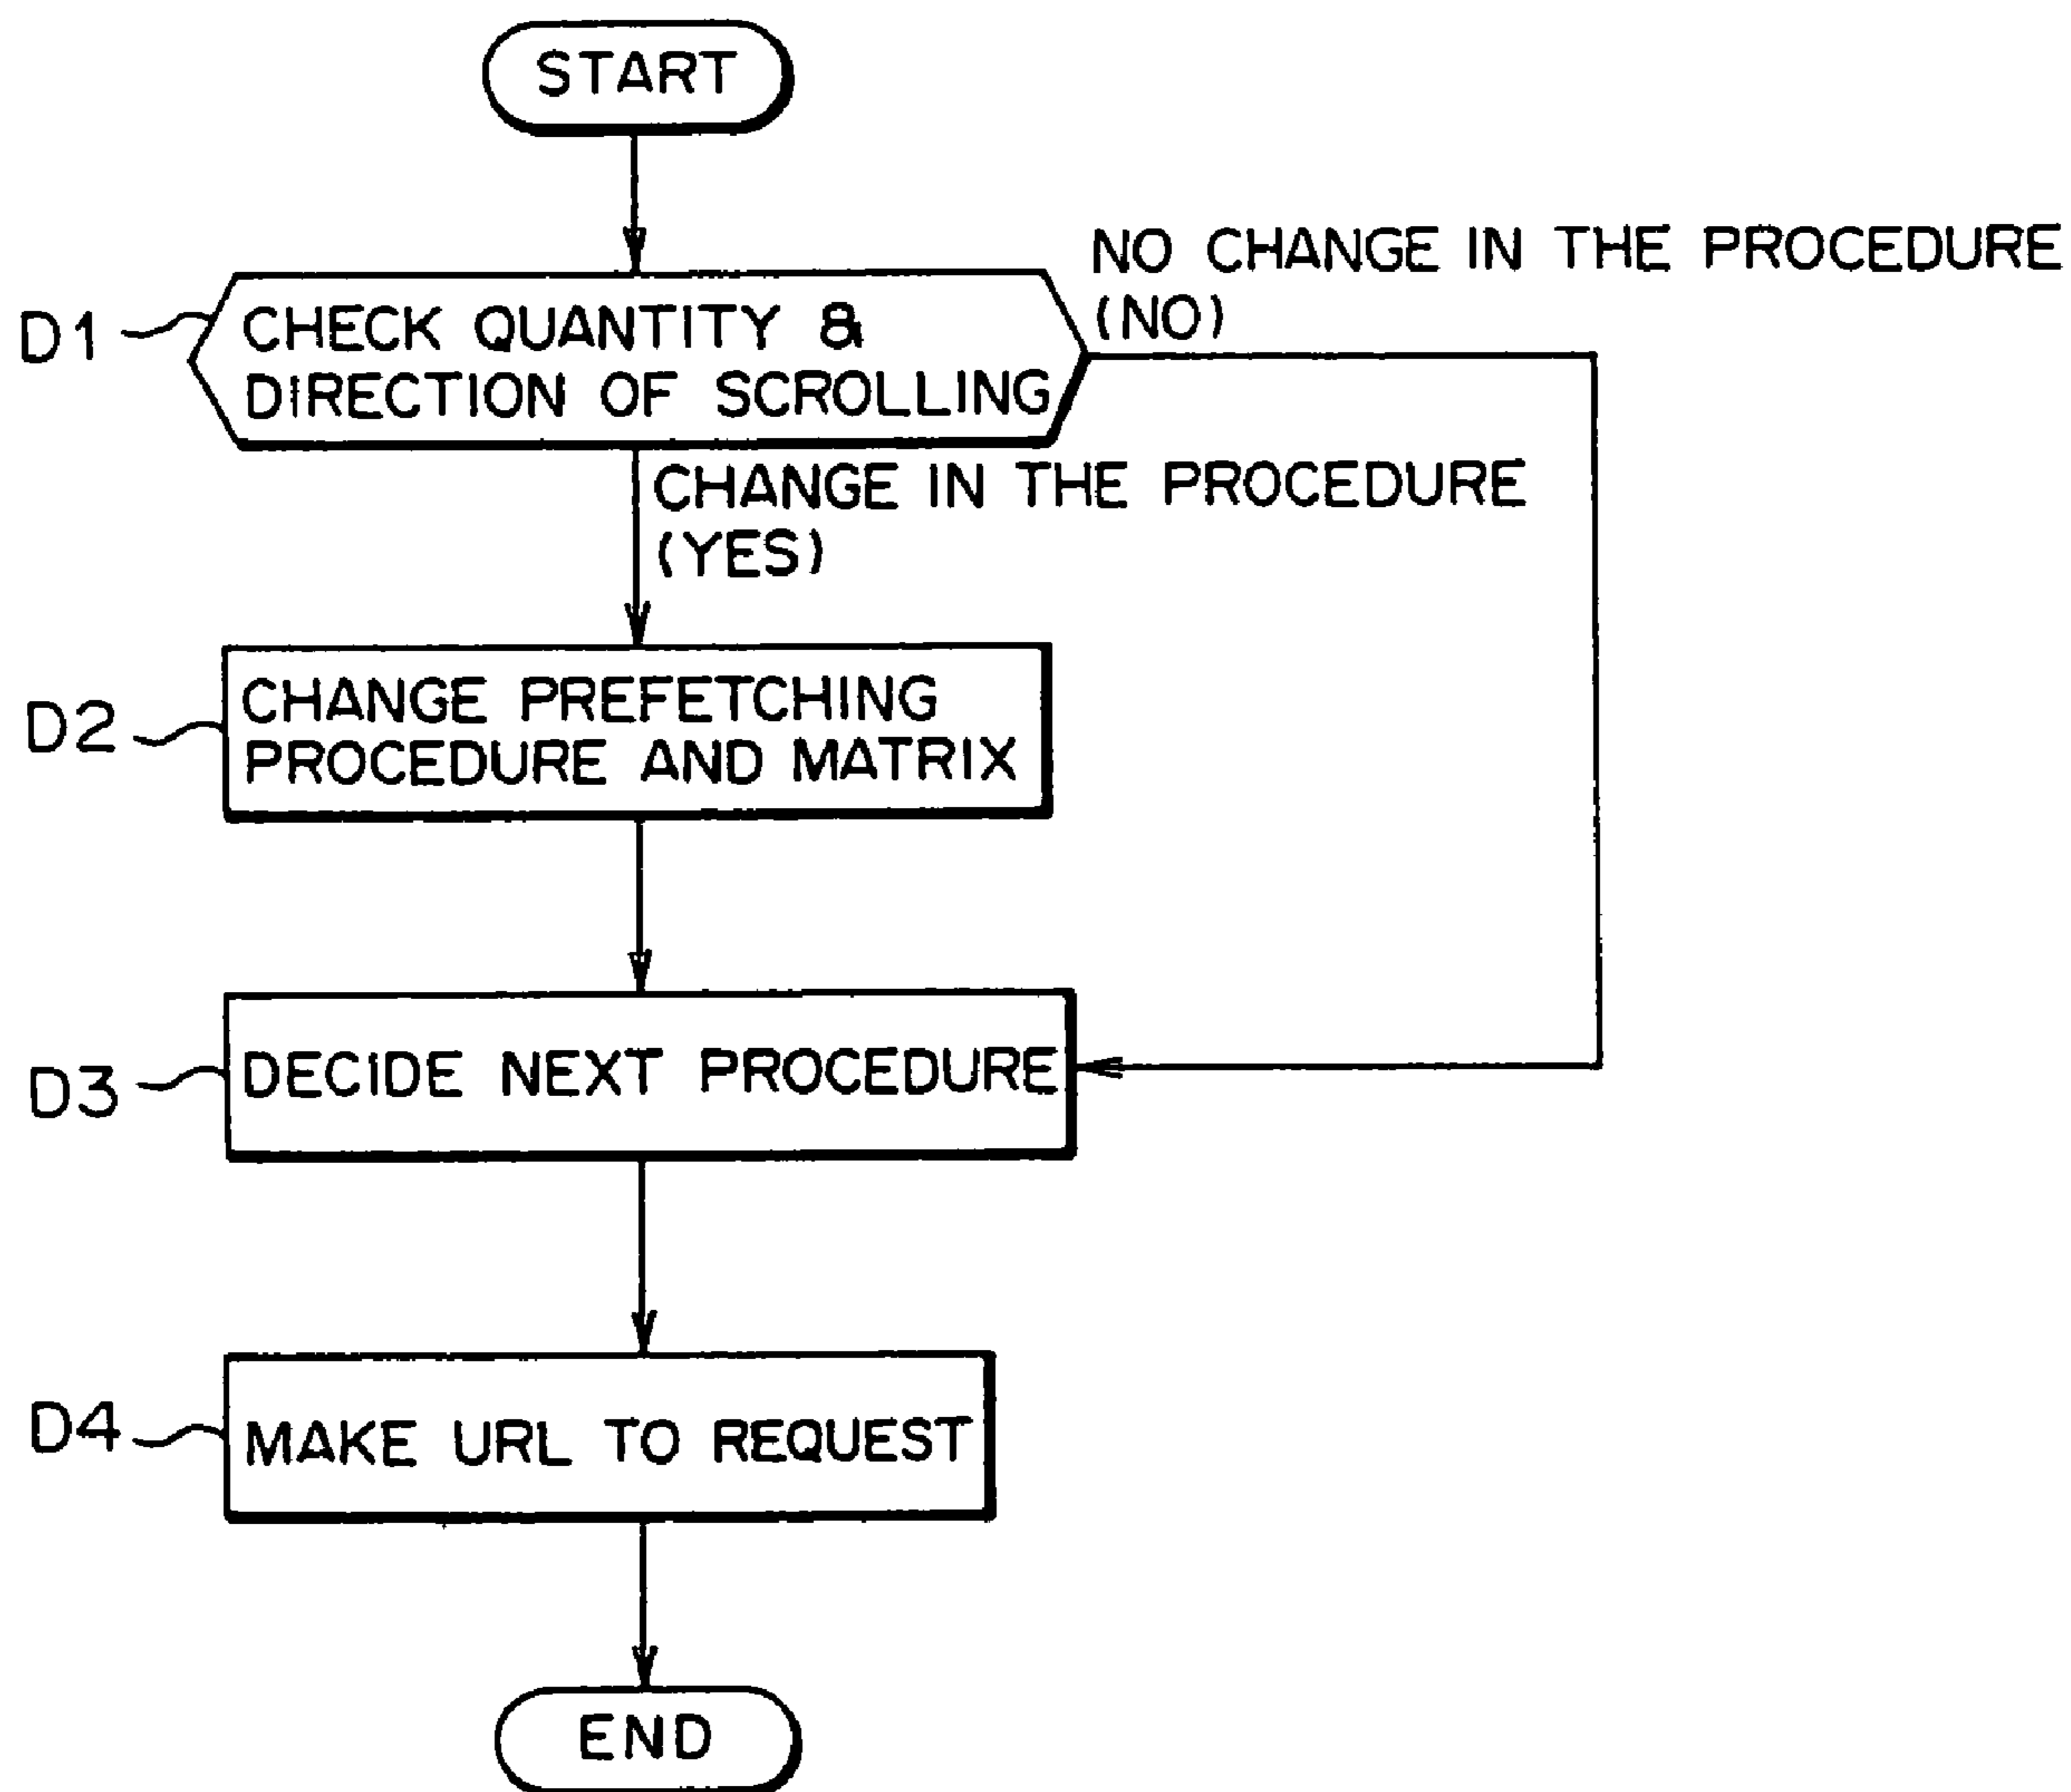 START
NO CHANGE IN THE PROCEDURE
(NO)
D1
CHECK QUANTITY &
DIRECTION OF SCROLLING
CHANGE IN THE PROCEDURE
(YES)
D2
CHANGE PREFETCHING
PROCEDURE AND MATRIX
D3
DECIDE NEXT PROCEDURE
D4
MAKE URL TO REQUEST
END